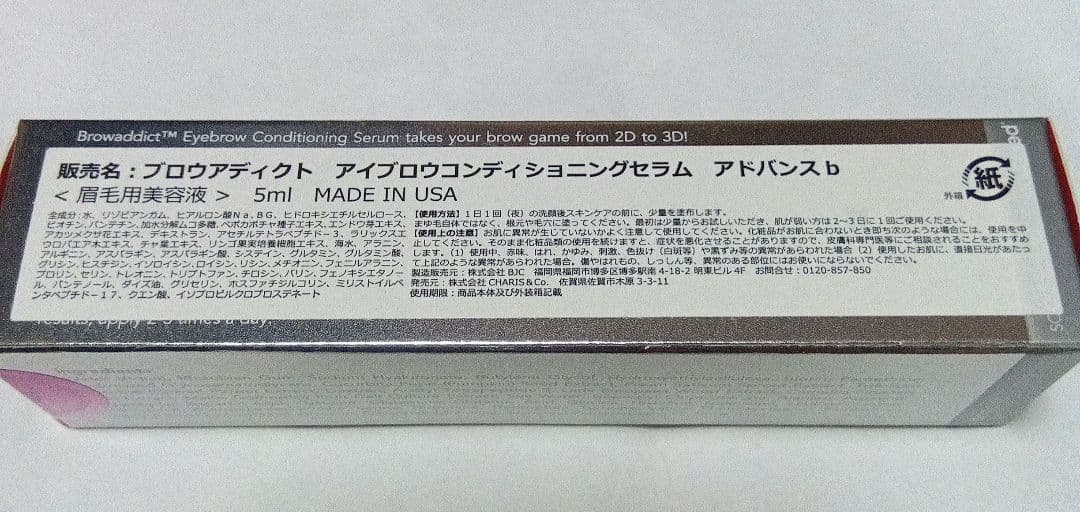 Browaddict™ Eyebrow Conditioning Serum takes your brow game from 2D to 3D!
販売名：ブロウアディクト アイブロウコンディショニングセラム アドバンスｂ
＜眉毛用美容液＞ 5ml MADE IN USA
紙
外箱
全成分：水、リゾビアンガム、ヒアルロン酸Ｎａ、ＢＧ、ヒドロキシエチルセルロース、
ビオチン、パンテチン、加水分解ムコ多糖、ペポカボチャ種子エキス、エンドウ芽エキス、
アカツメクサ花エキス、デキストラン、アセチルテトラペプチド－３、ラリックスエ
ウロパエア木エキス、チャ葉エキス、リンゴ果実培養細胞エキス、海水、アラニン、
アルギニン、アスパラギン、アスパラギン酸、システイン、グルタミン、グルタミン酸、
グリシン、ヒスチジン、イソロイシン、ロイシン、リシン、メチオニン、フェニルアラニン、
プロリン、セリン、トレオニン、トリプトファン、チロシン、バリン、フェノキシエタノー
ル、パンテノール、ダイズ油、グリセリン、ホスファチジルコリン、ミリストイルペ
ンタペプチド－１７、クエン酸、イソプロピルクロプロステネート
【使用方法】１日１回（夜）の洗顔後スキンケアの前に、少量を塗布します。
まゆ毛自体ではなく、根元や毛穴に塗ってください。最初は少量からお試しいただき、肌が弱い方は２～３日に１回ご使用ください。
【使用上の注意】お肌に異常が生じていないかよく注意して使用してください。化粧品がお肌に合わないとき即ち次のような場合には、使用を中
止してください。そのまま化粧品類の使用を続けますと、症状を悪化させることがありますので、皮膚科専門医等にご相談されることをおすすめ
します。（1）使用中、赤味、はれ、かゆみ、刺激、色抜け（白斑等）や黒ずみ等の異常があらわれた場合（2）使用したお肌に、直接日光があたっ
て上記のような異常があらわれた場合。傷やはれもの、しっしん等、異常のある部位にはお使いにならないでください。
製造販売元：株式会社 BJC 福岡県福岡市博多区博多駅南 4-18-2 明東ビル 4F お問合せ：0120-857-850
発売元：株式会社 CHARIS＆Co. 佐賀県佐賀市木原 3-3-11
使用期限：商品本体及び外装箱記載
Ingredients